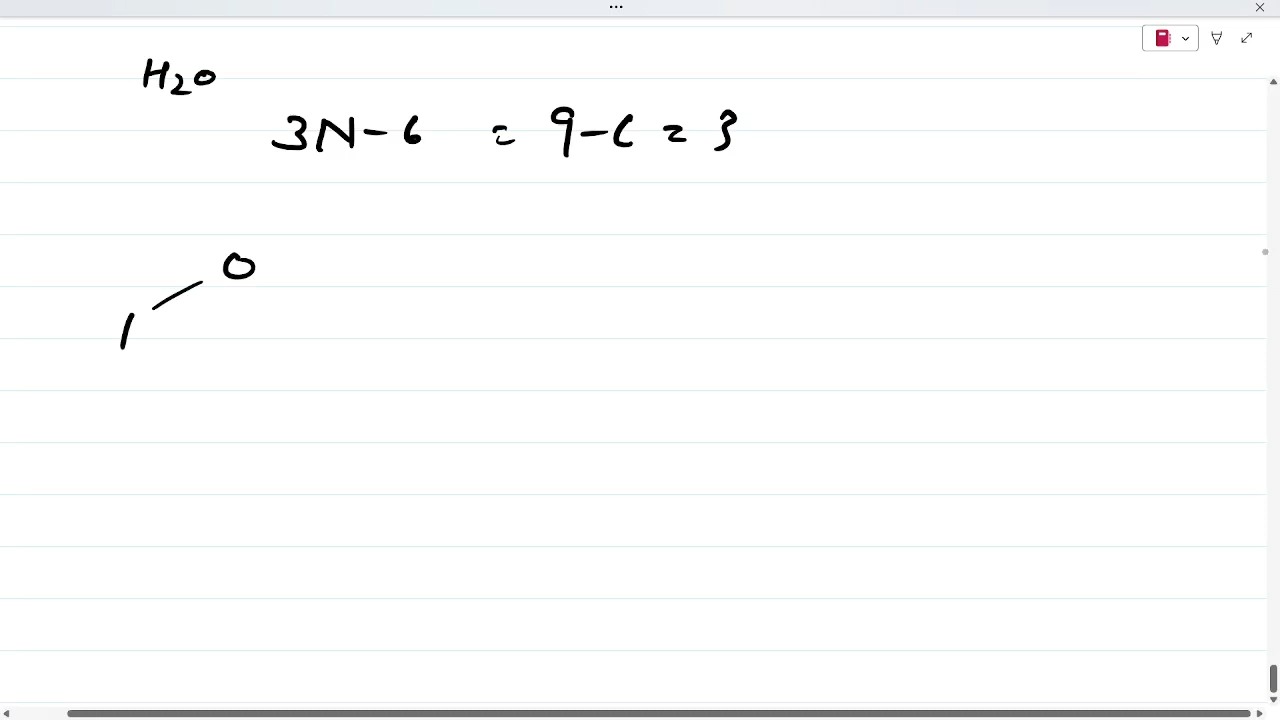 H₂O
3N-6 = 9-6 = 3
O